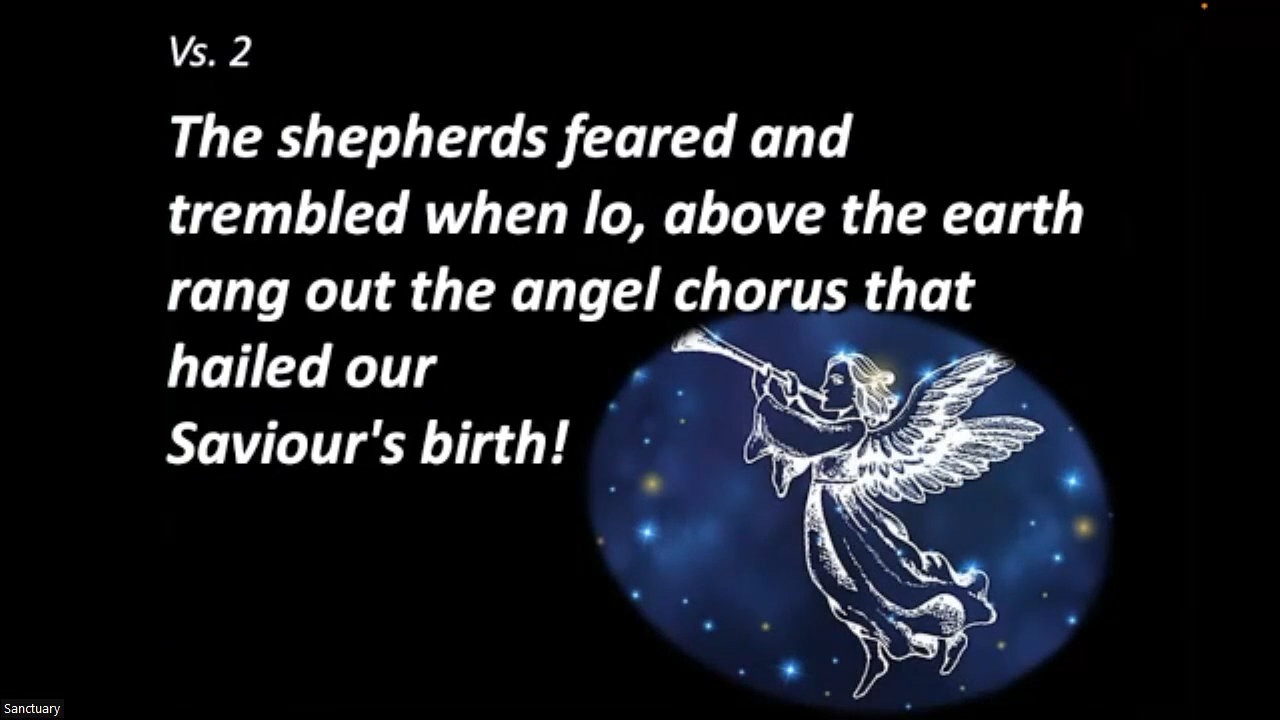 Vs. 2
The shepherds feared and
trembled when lo, above the earth
rang out the angel chorus that
hailed our
Saviour's birth!
Sanctuary